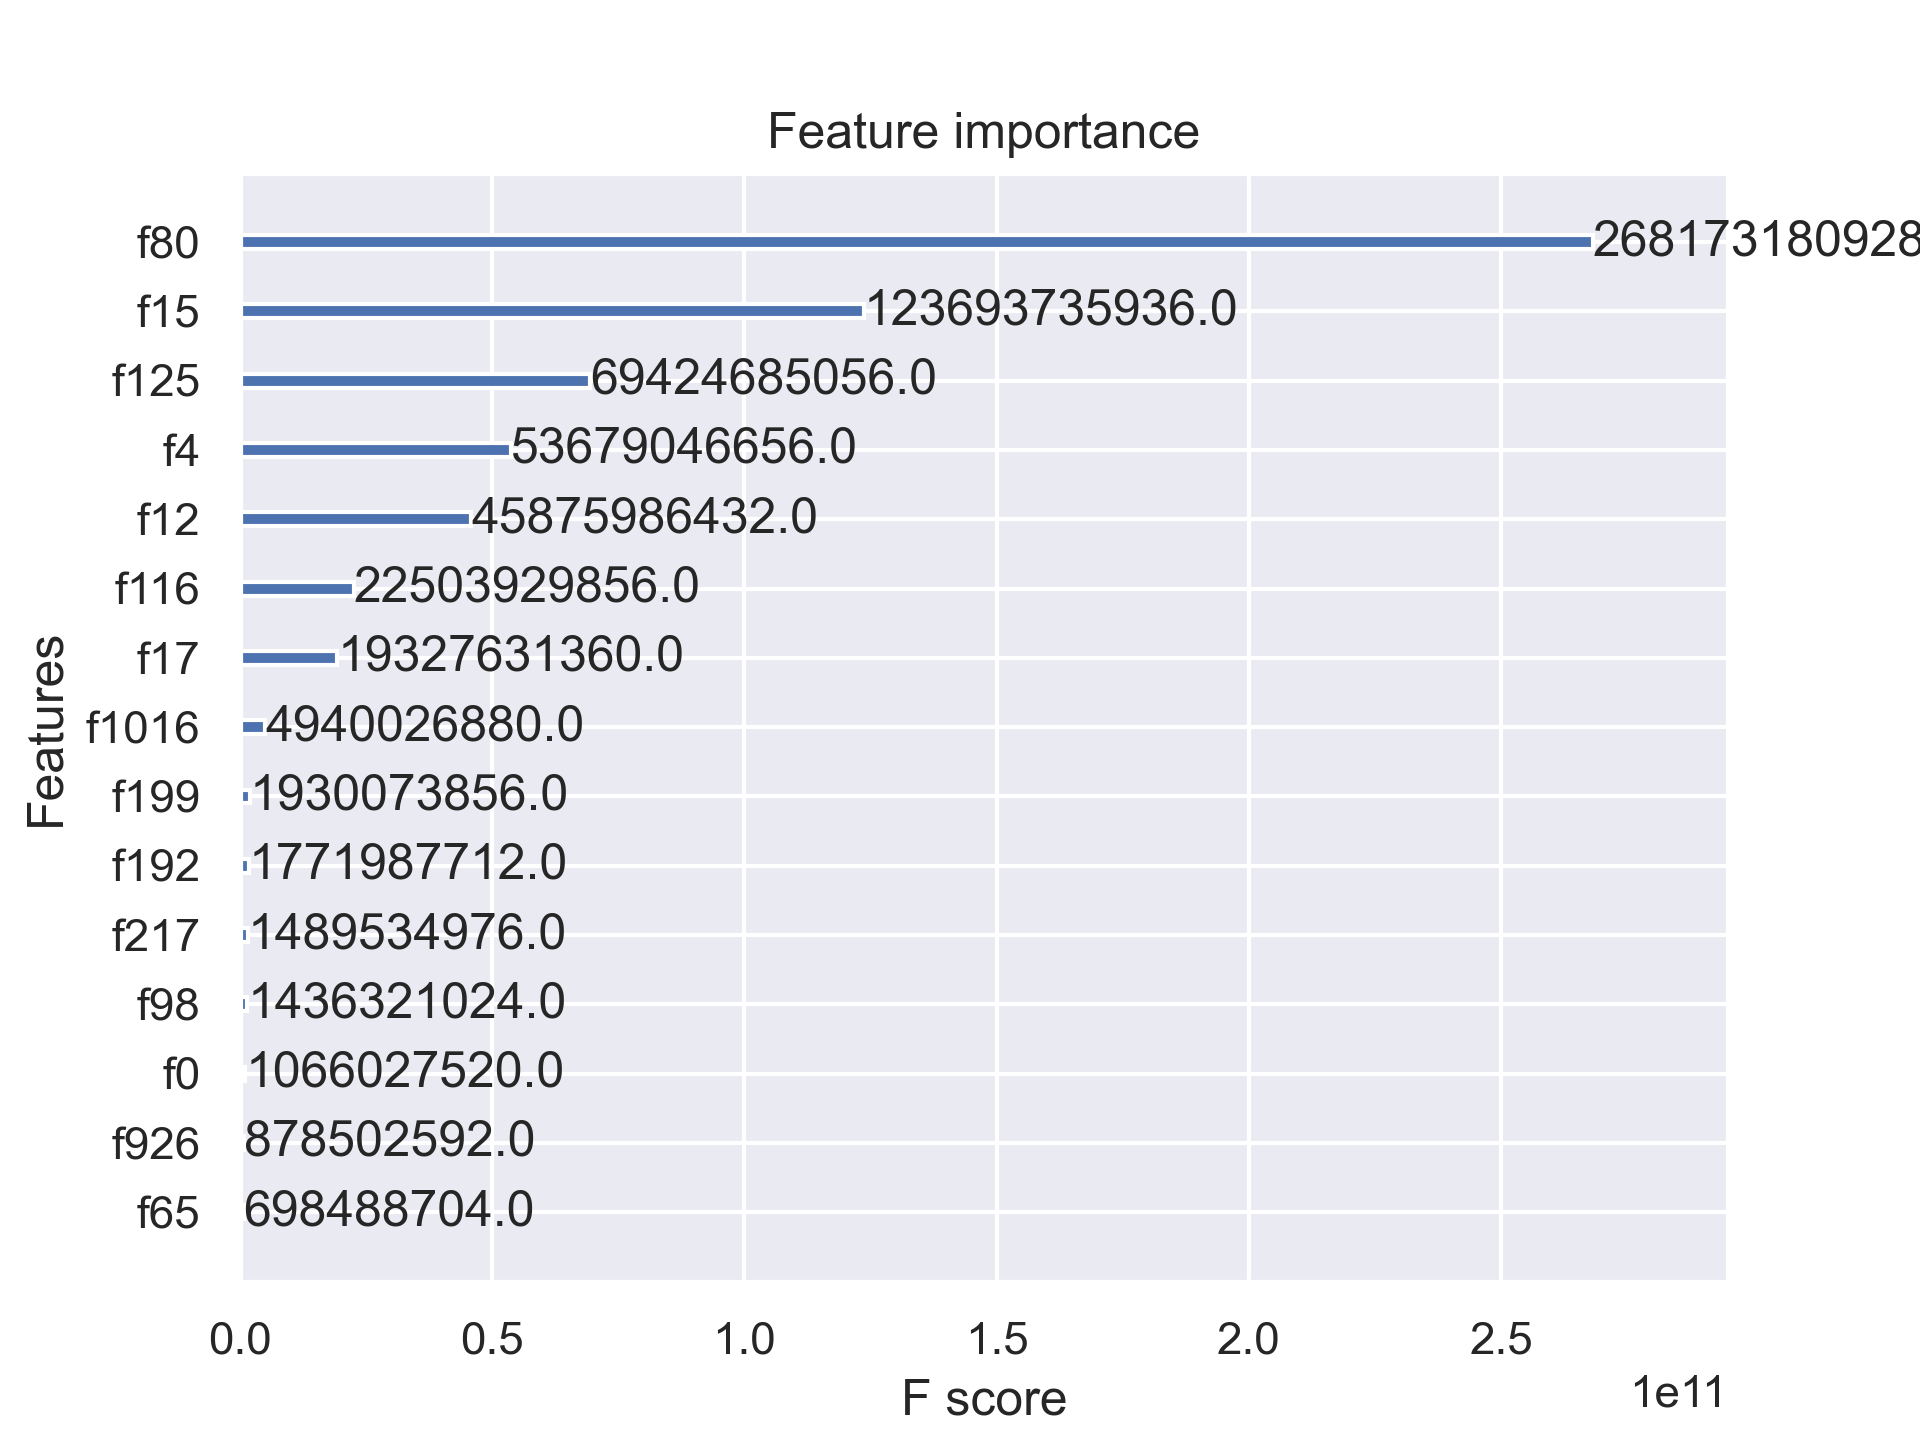 Feature importance
f80 268173180928
f15 123693735936.0
f125 69424685056.0
f4 53679046656.0
f12 45875986432.0
f116 22503929856.0
f17 19327631360.0
f1016 4940026880.0
f199 1930073856.0
f192 1771987712.0
f217 1489534976.0
f98 1436321024.0
f0 1066027520.0
f926 878502592.0
f65 698488704.0
Features
0.0 0.5 1.0 1.5 2.0 2.5
1e11
F score